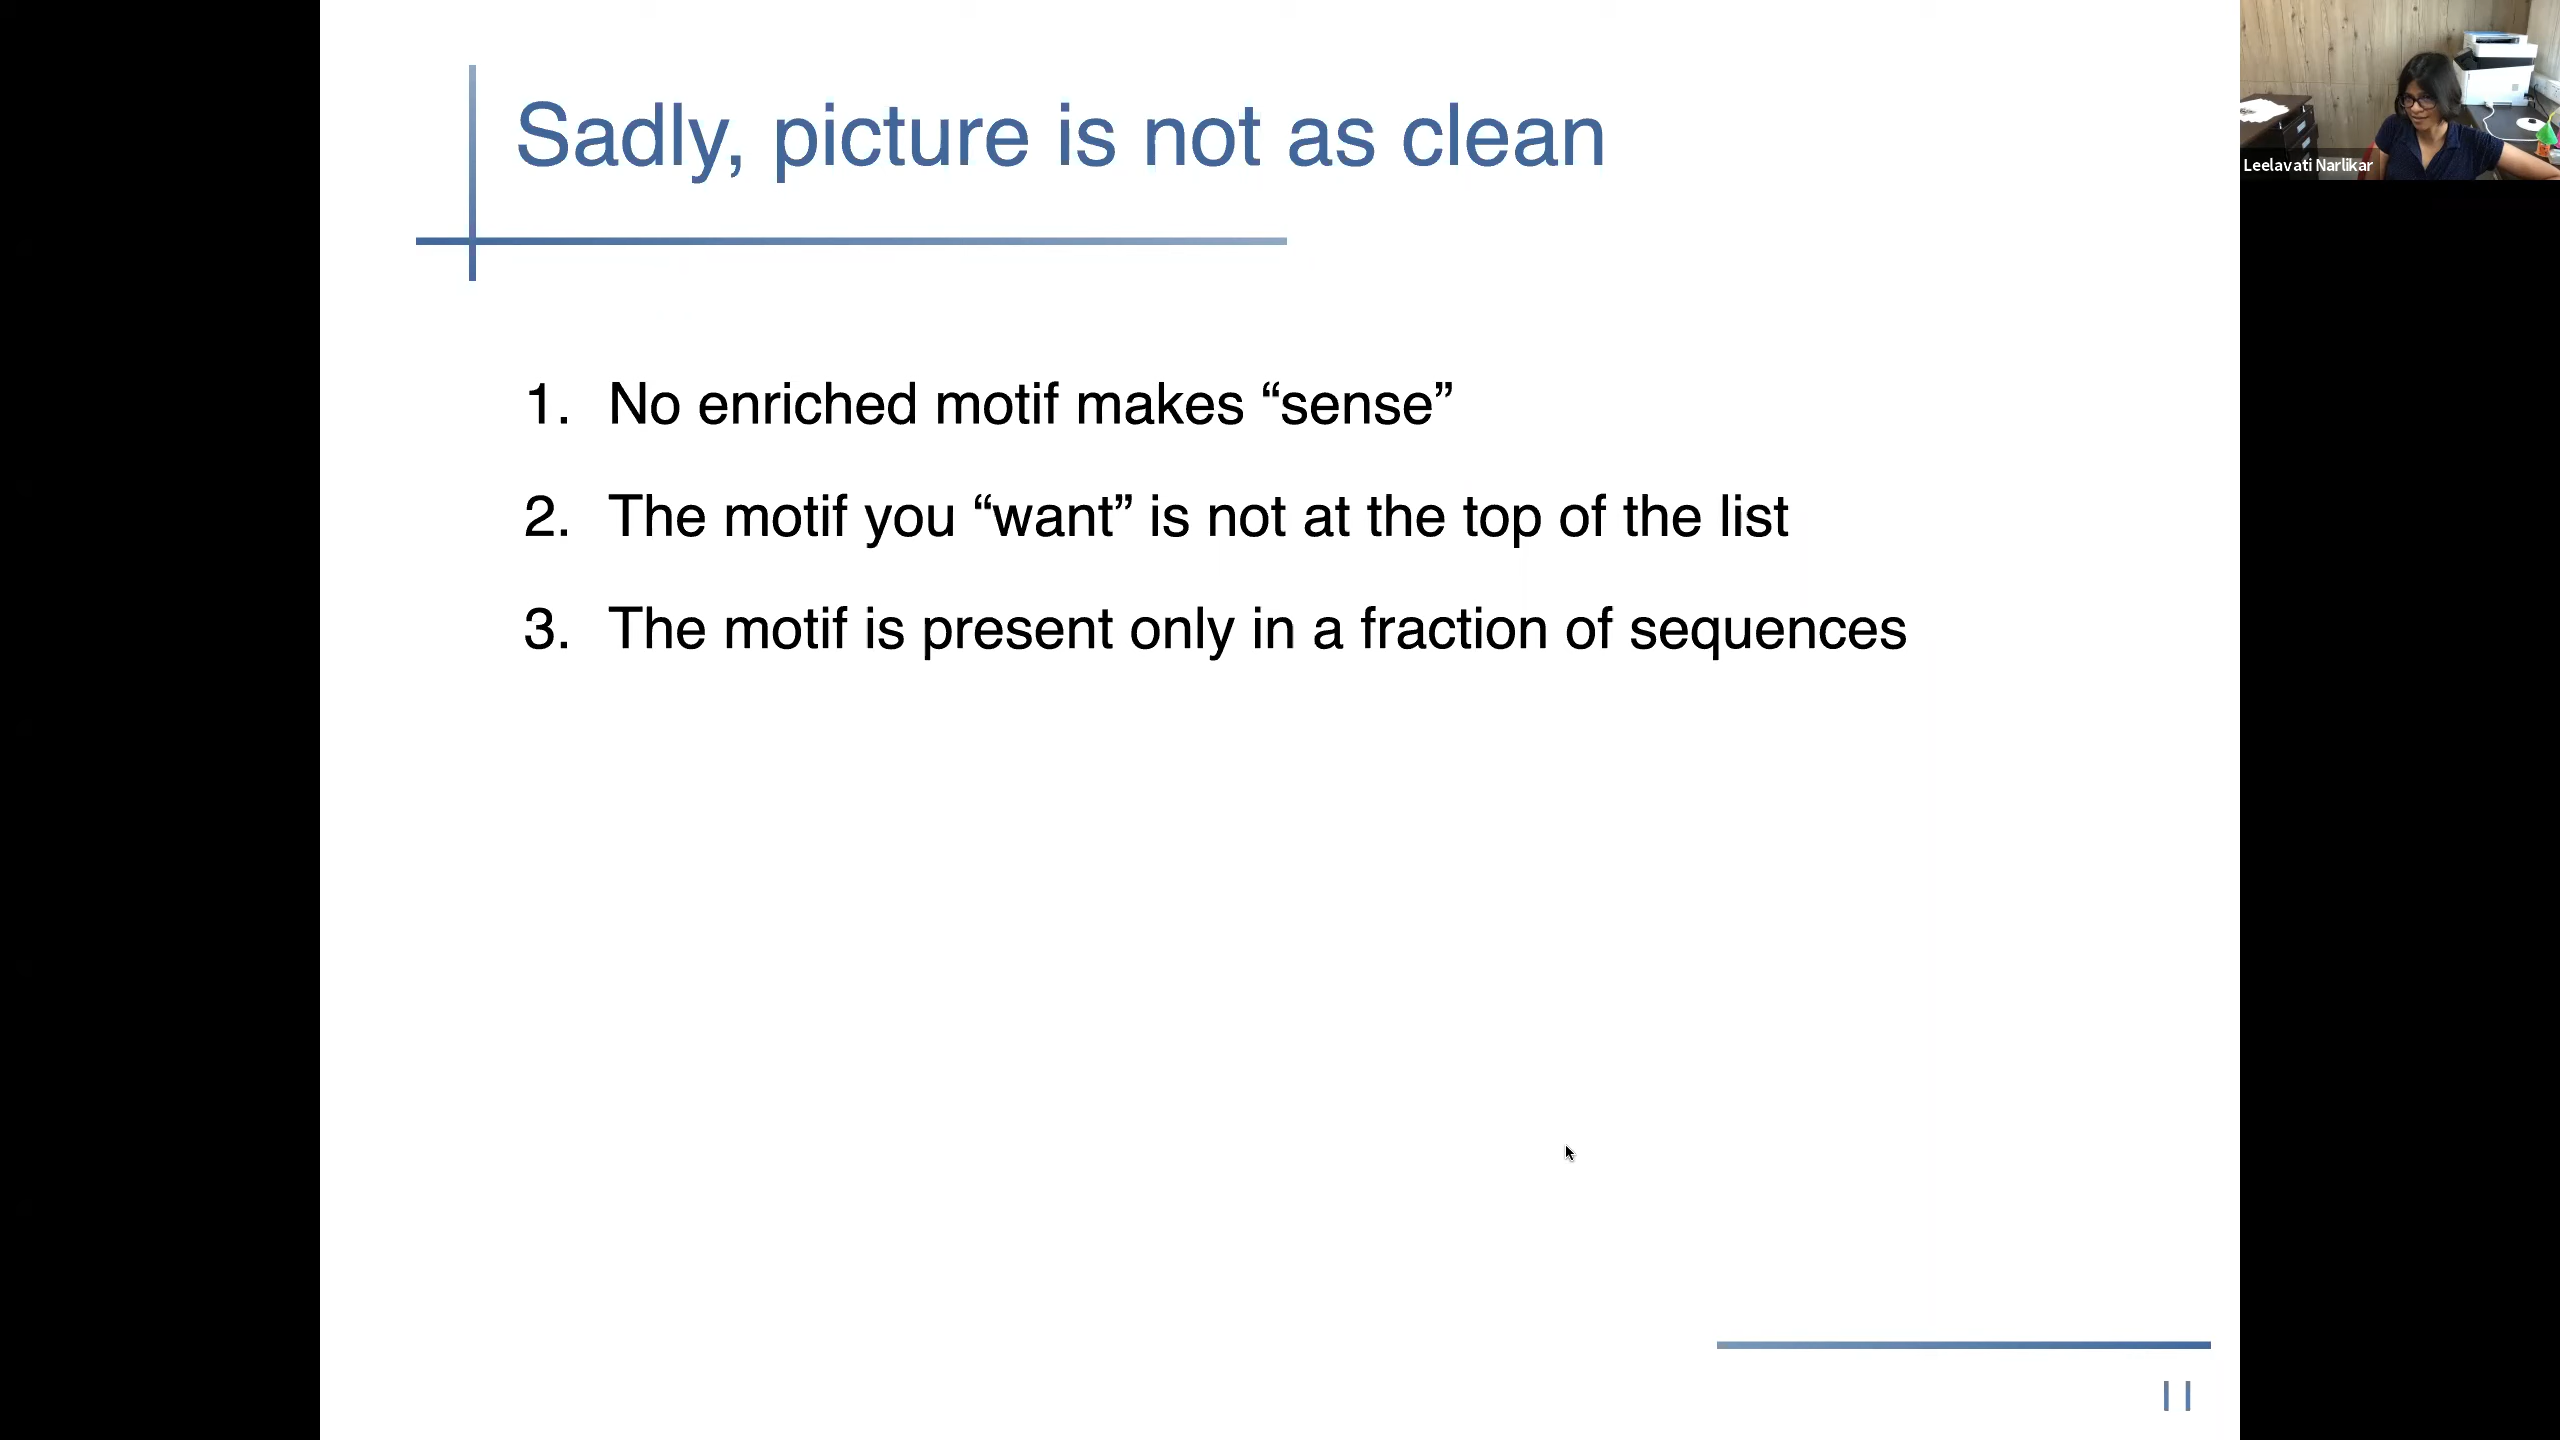 Sadly, picture is not as clean
Leelavati Narlikar
1. No enriched motif makes “sense”
2. The motif you “want” is not at the top of the list
3. The motif is present only in a fraction of sequences
11